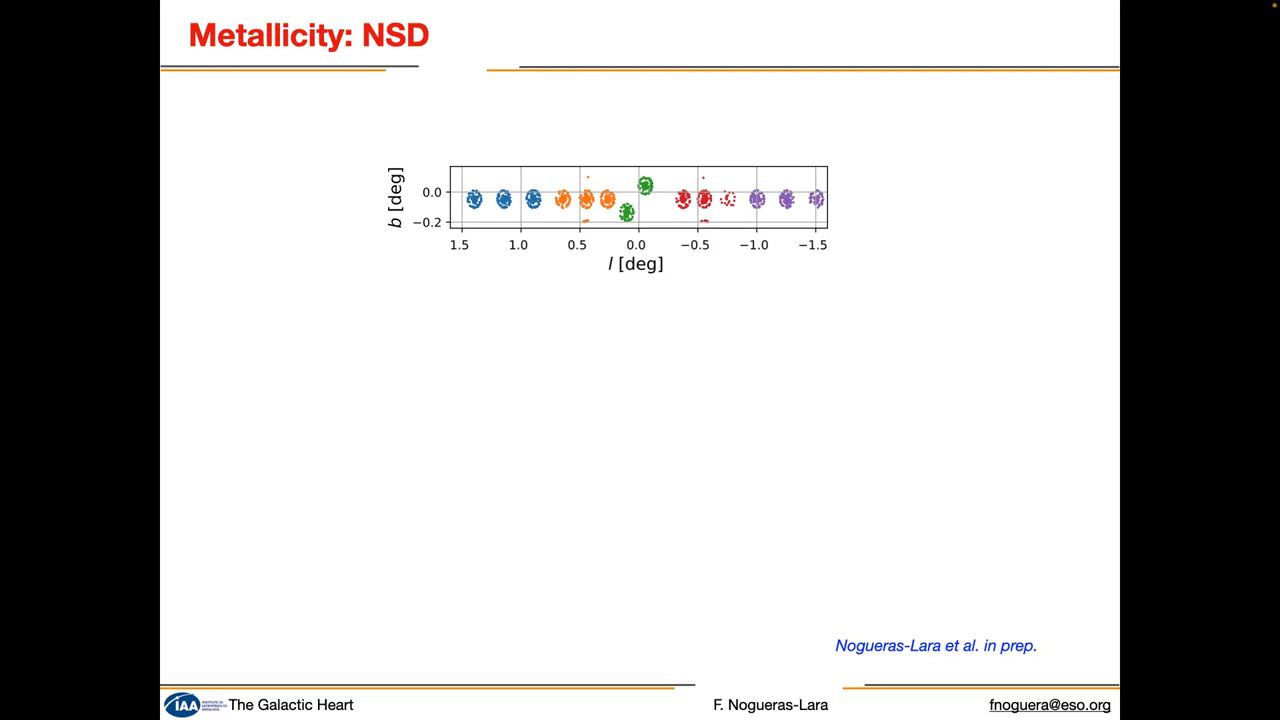 Metallicity: NSD
b [deg]
0.0
−0.2
1.5 1.0 0.5 0.0 −0.5 −1.0 −1.5
l [deg]
Nogueras-Lara et al. in prep.
IAA The Galactic Heart F. Nogueras-Lara fnoguera@eso.org